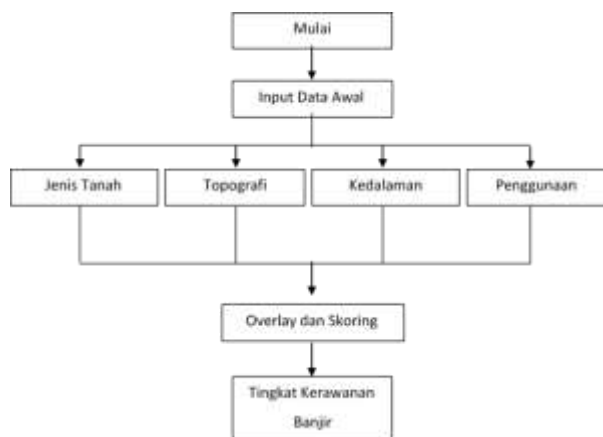 Mulai
Input Data Awal
Jenis Tanah
Topografi
Kedalaman
Penggunaan
Overlay dan Skoring
Tingkat Kerawanan
Banjir